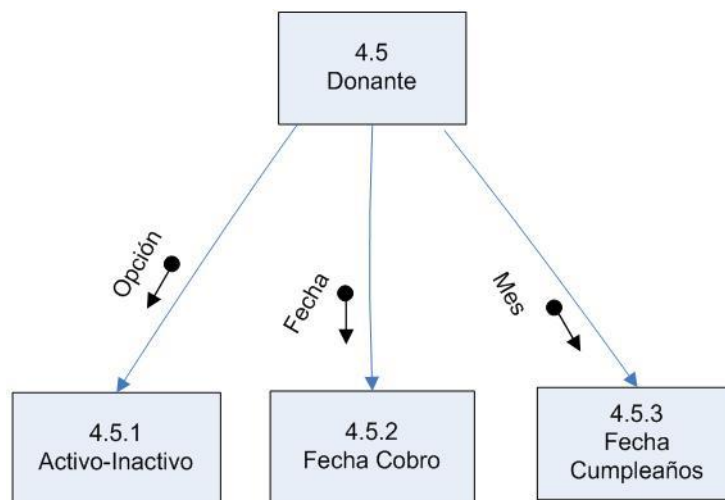 4.5
Donante
Opción
Fecha
Mes
4.5.1
Activo-Inactivo
4.5.2
Fecha Cobro
4.5.3
Fecha
Cumpleaños